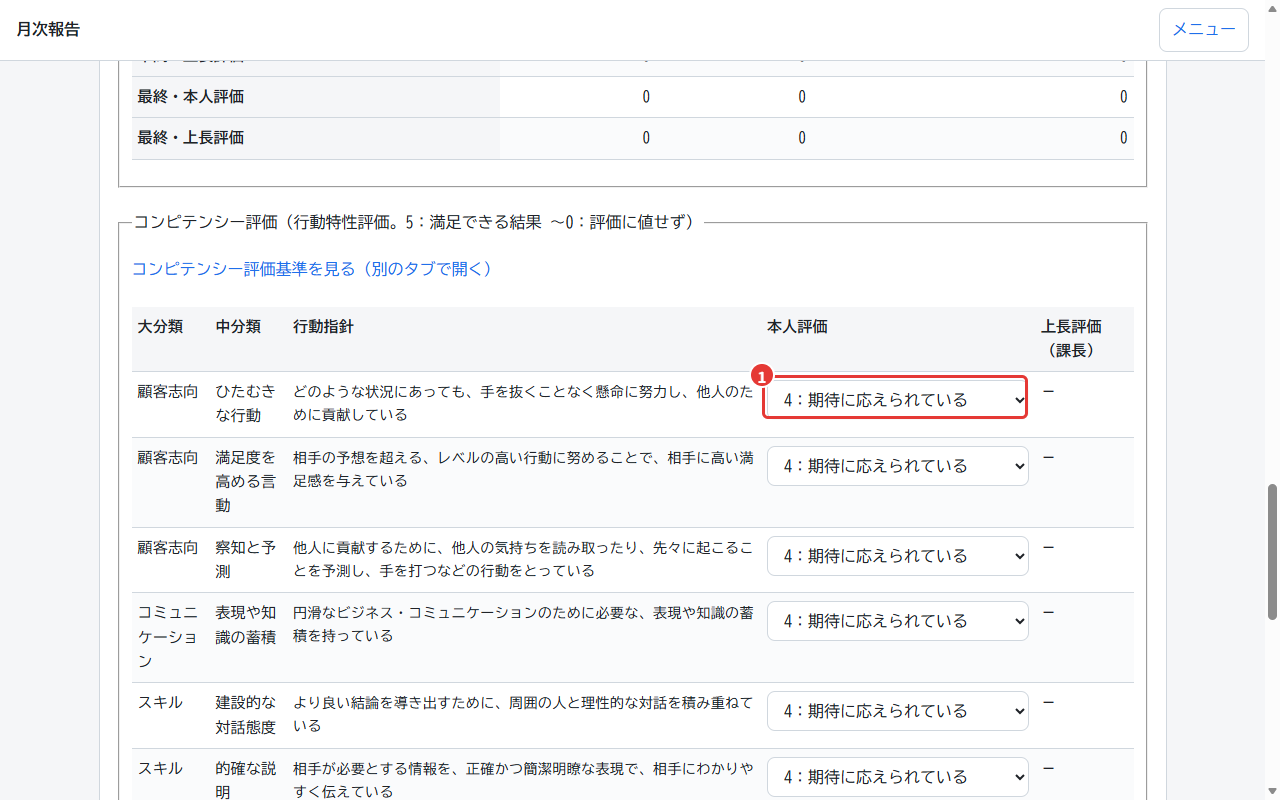 月次報告
メニュー
最終・本人評価 0 0 0
最終・上長評価 0 0 0
コンピテンシー評価（行動特性評価。5：満足できる結果 ～0：評価に値せず）
コンピテンシー評価基準を見る（別のタブで開く）
大分類 中分類 行動指針 本人評価 上長評価
（課長）
1
顧客志向 ひたむき どのような状況にあっても、手を抜くことなく懸命に努力し、他人のた 4：期待に応えられている －
な行動 めに貢献している
顧客志向 満足度を 相手の予想を超える、レベルの高い行動に努めることで、相手に高い満 4：期待に応えられている －
高める言 足感を与えている
動
顧客志向 察知と予 他人に貢献するために、他人の気持ちを読み取ったり、先々に起こるこ 4：期待に応えられている －
測 とを予測し、手を打つなどの行動をとっている
コミュニ 表現や知 円滑なビジネス・コミュニケーションのために必要な、表現や知識の蓄 4：期待に応えられている －
ケーショ 識の蓄積 積を持っている
ン
スキル 建設的な より良い結論を導き出すために、周囲の人と理性的な対話を積み重ねて 4：期待に応えられている －
対話態度 いる
スキル 的確な説 相手が必要とする情報を、正確かつ簡潔明瞭な表現で、相手にわかりや 4：期待に応えられている －
明 すく伝えている